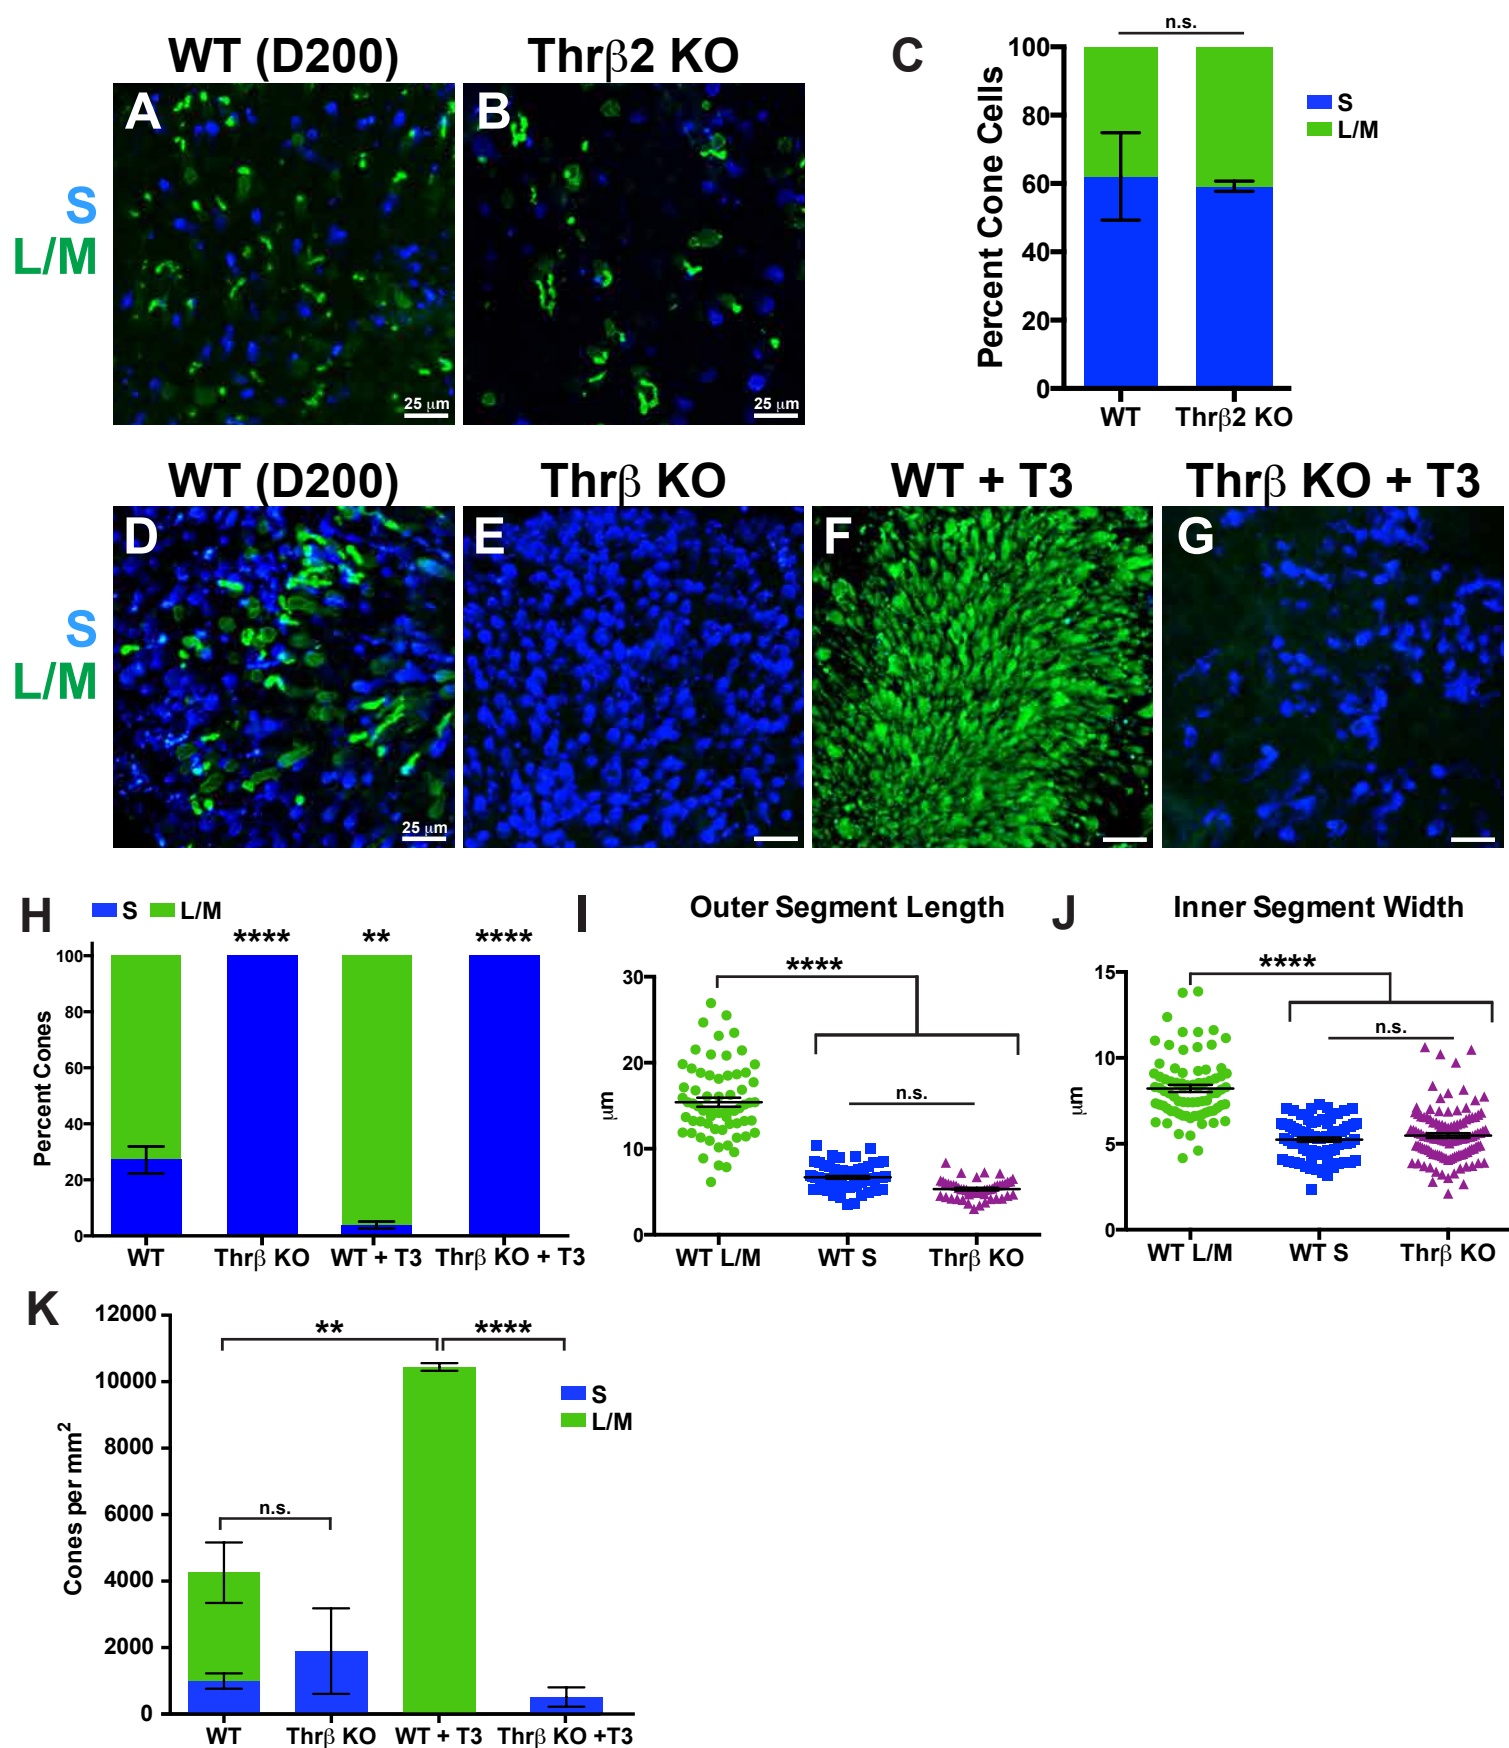 WT (D200)
Thrβ2 KO
A
B
S
L/M
25 μm
25 μm
C
n.s.
Percent Cone Cells
100
80
60
40
20
0
WT
Thrβ2 KO
S
L/M
WT (D200)
Thrβ KO
WT + T3
Thrβ KO + T3
D
E
F
G
S
L/M
25 μm
H
S
L/M
****
**
****
Percent Cones
100
80
60
40
20
0
WT
Thrβ KO
WT + T3
Thrβ KO + T3
I
Outer Segment Length
****
n.s.
μm
30
20
10
0
WT L/M
WT S
Thrβ KO
J
Inner Segment Width
****
n.s.
μm
15
10
5
0
WT L/M
WT S
Thrβ KO
K
**
****
n.s.
S
L/M
Cones per mm²
12000
10000
8000
6000
4000
2000
0
WT
Thrβ KO
WT + T3
Thrβ KO +T3